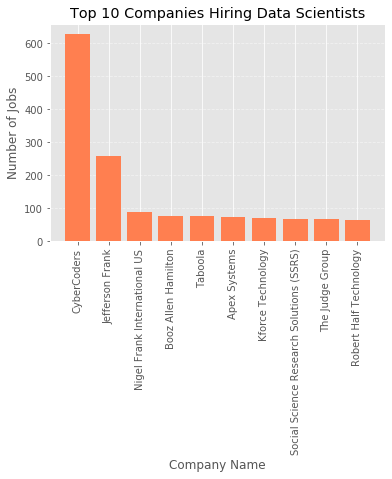 Top 10 Companies Hiring Data Scientists
Number of Jobs
600
500
400
300
200
100
0
CyberCoders
Jefferson Frank
Nigel Frank International US
Booz Allen Hamilton
Taboola
Apex Systems
Kforce Technology
Social Science Research Solutions (SSRS)
The Judge Group
Robert Half Technology
Company Name